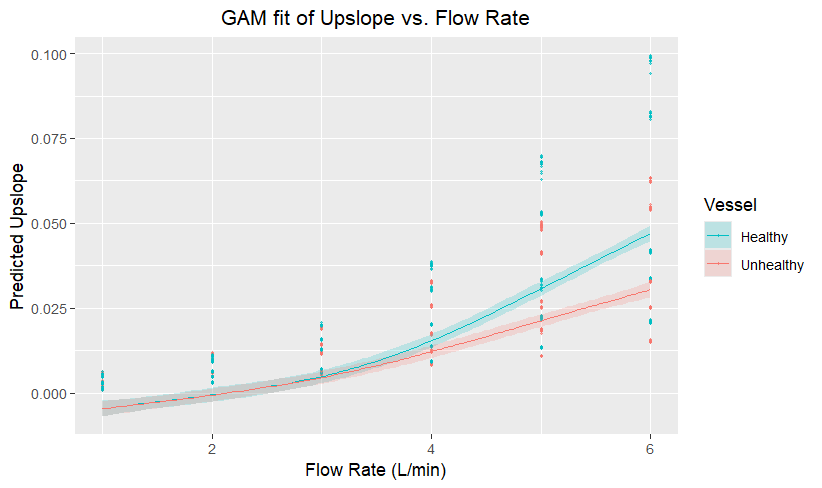 GAM fit of Upslope vs. Flow Rate
0.100
0.075
0.050
0.025
0.000
Predicted Upslope
2
4
6
Flow Rate (L/min)
Vessel
Healthy
Unhealthy